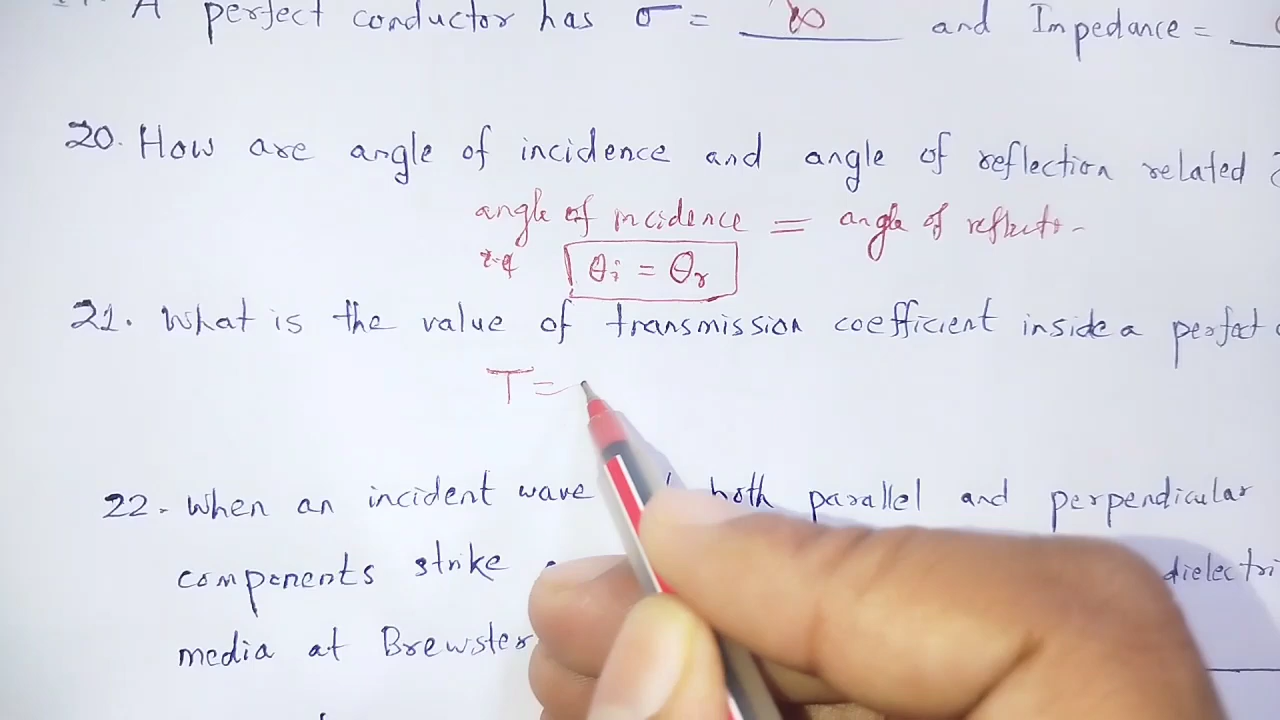 A perfect conductor has σ = ∞ and Impedance =
20. How are angle of incidence and angle of reflection related
angle of incidence = angle of
θi = θr
21. What is the value of transmission coefficient inside a perfect
T =
22. When an incident wave both parallel and perpendicular
components strike
media at Brewster